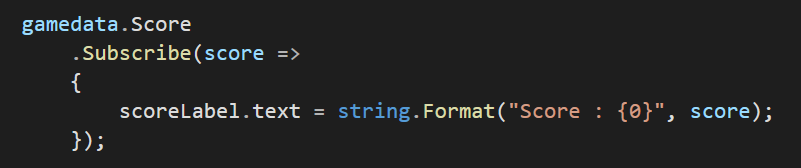 gamedata.Score
    .Subscribe(score =>
    {
        scoreLabel.text = string.Format("Score : {0}", score);
    });